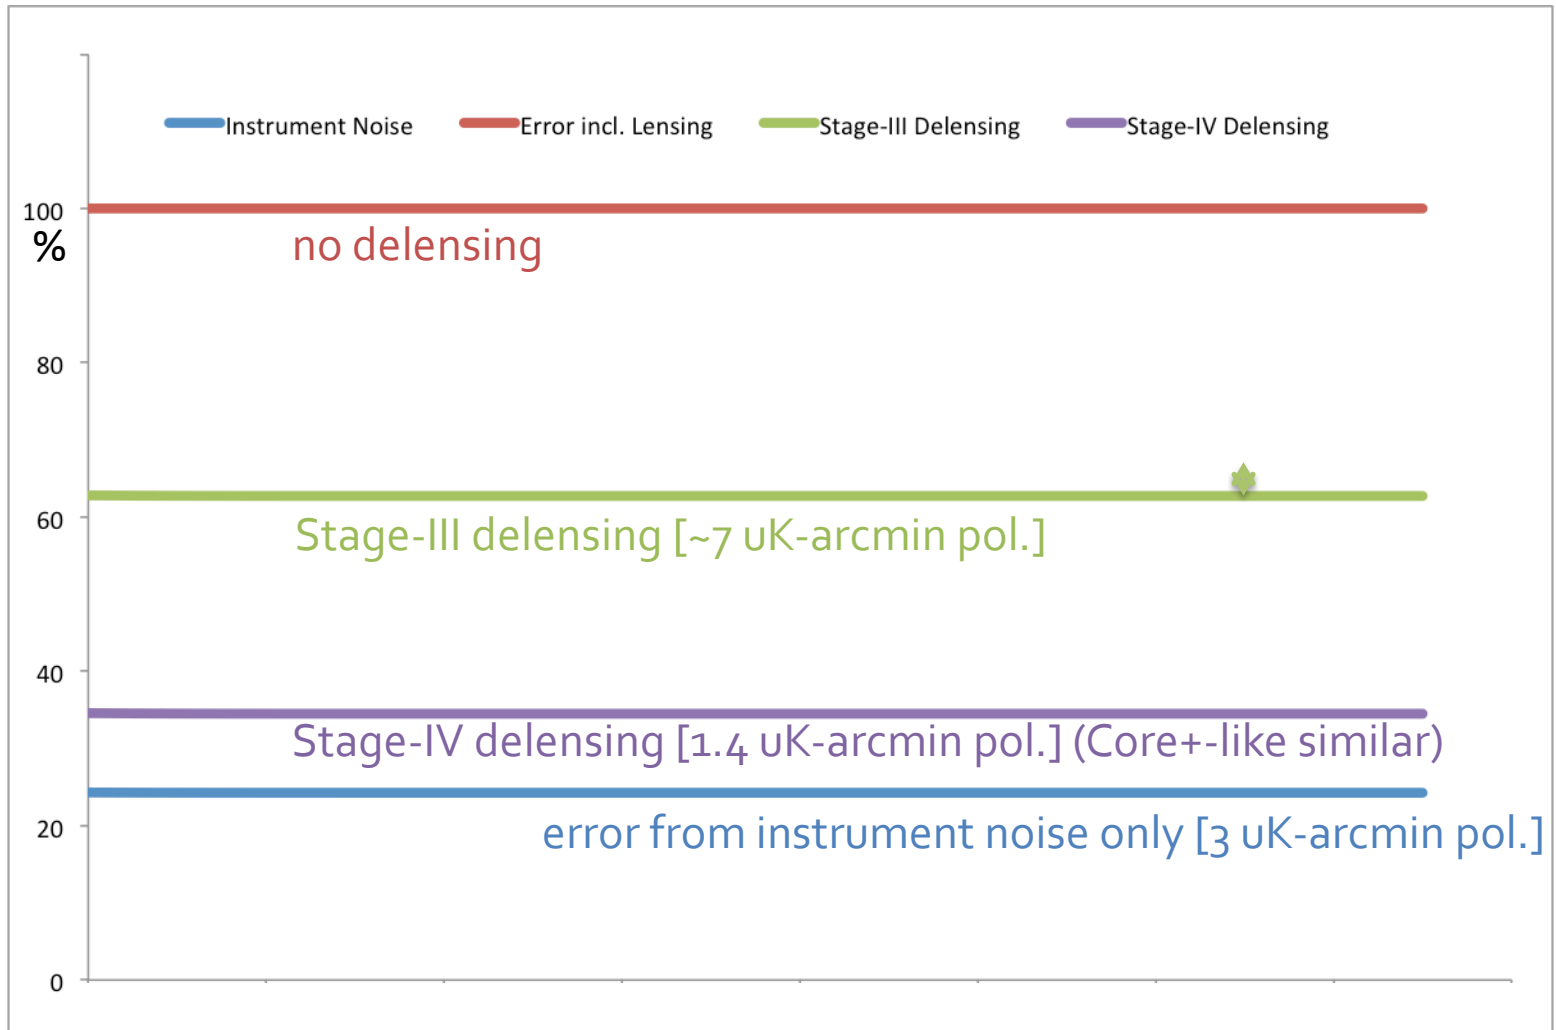 Instrument Noise Error incl. Lensing Stage-III Delensing Stage-IV Delensing
100
%
no delensing
80
60
Stage-III delensing [~7 uK-arcmin pol.]
40
Stage-IV delensing [1.4 uK-arcmin pol.] (Core+-like similar)
20
error from instrument noise only [3 uK-arcmin pol.]
0